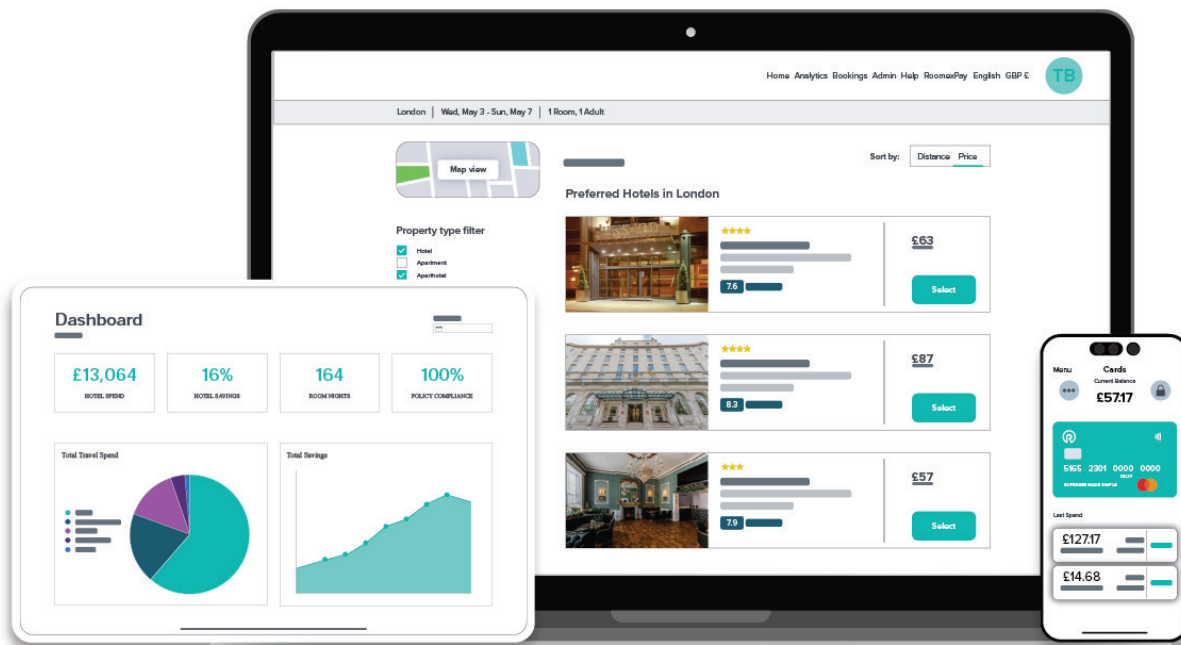 Home Analytics Bookings Admin Help RoomexPay English GBP £
TB
London | Wed, May 3 - Sun, May 7 | 1 Room, 1 Adult
Map view
Sort by: Distance Price
Preferred Hotels in London
Property type filter
Hotel
Apartment
Aparthotel
£63
7.6
Select
£87
8.3
Select
£57
7.9
Select
Dashboard
£13,064
HOTEL SPEND
16%
HOTEL SAVINGS
164
ROOM NIGHTS
100%
POLICY COMPLIANCE
Total Travel Spend
Total Savings
Menu
Cards
Current Balance
£57.17
5165 2301 0000 0000
EXPENSES MADE SIMPLE
Last Spend
£127.17
£14.68